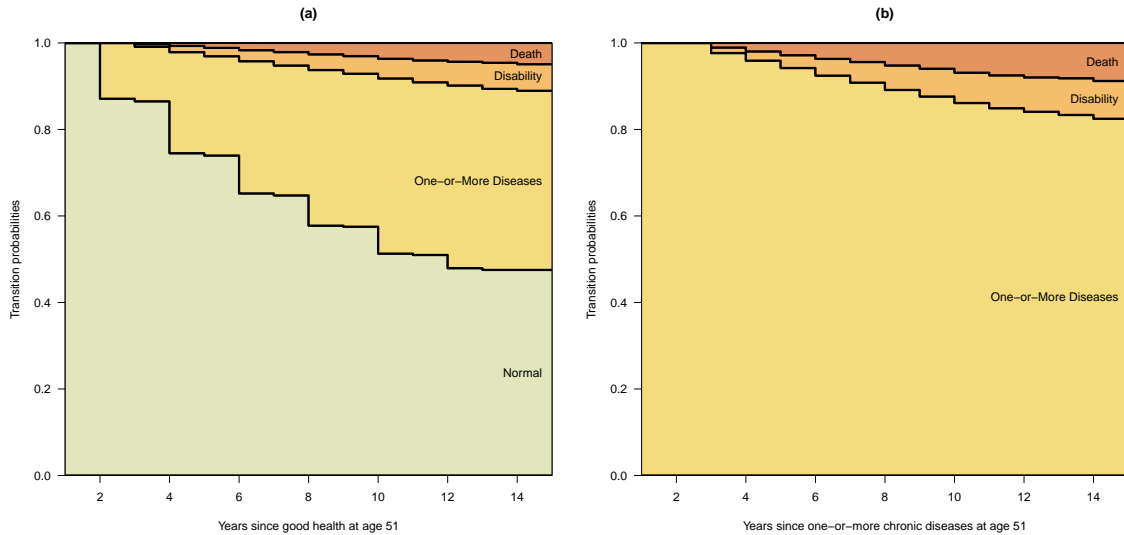 (a)
1.0
0.8
0.6
0.4
0.2
0.0
Transition probabilities
Death
Disability
One−or−More Diseases
Normal
2 4 6 8 10 12 14
Years since good health at age 51
(b)
1.0
0.8
0.6
0.4
0.2
0.0
Transition probabilities
Death
Disability
One−or−More Diseases
2 4 6 8 10 12 14
Years since one−or−more chronic diseases at age 51